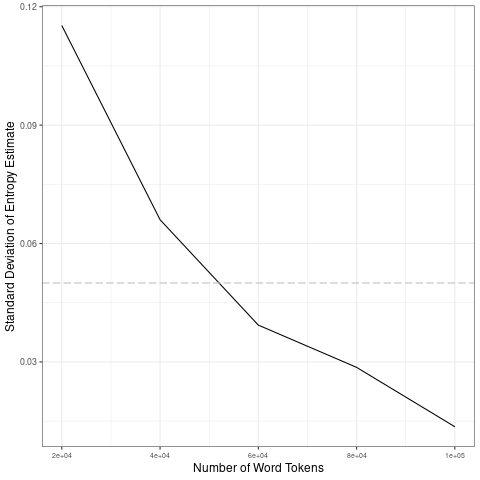 0.12
0.09
0.06
0.03
Standard Deviation of Entropy Estimate
2e+04 4e+04 6e+04 8e+04 1e+05
Number of Word Tokens